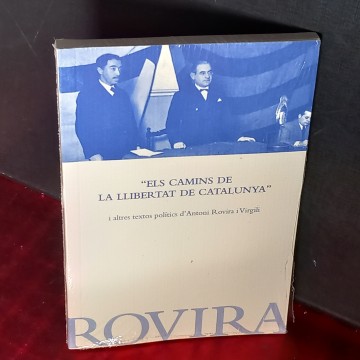 "ELS CAMINS DE
LA LLIBERTAT DE CATALUNYA"
i altres textos polítics d'Antoni Rovira i Virgili
ROVIRA